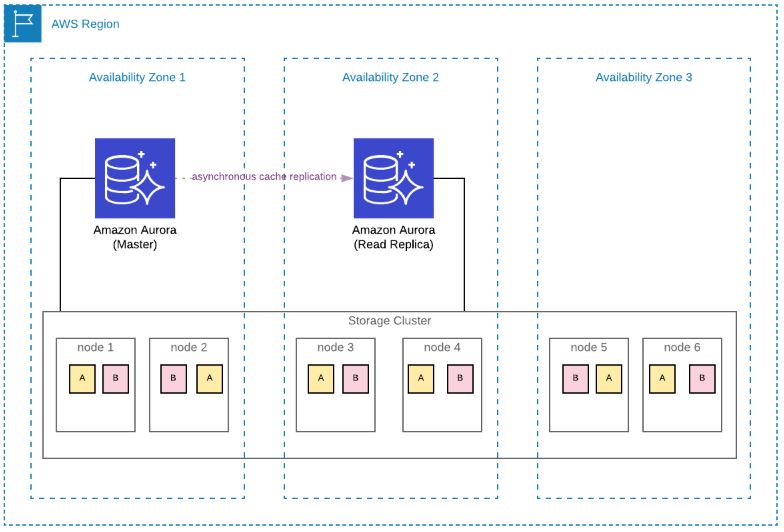 AWS Region
Availability Zone 1
Availability Zone 2
Availability Zone 3
asynchronous cache replication
Amazon Aurora
(Master)
Amazon Aurora
(Read Replica)
Storage Cluster
node 1
node 2
node 3
node 4
node 5
node 6
A B
B A
A B
A B
B A
A B